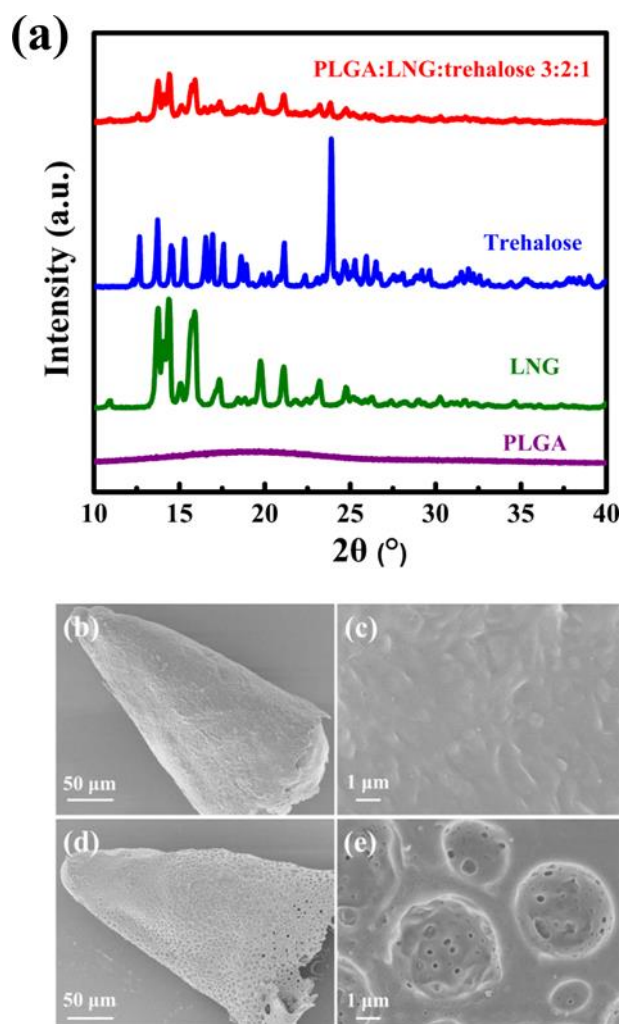 (a)
PLGA:LNG:trehalose 3:2:1
Trehalose
LNG
PLGA
Intensity (a.u.)
10 15 20 25 30 35 40
2θ (°)
(b) (c)
50 μm 1 μm
(d) (e)
50 μm 1 μm